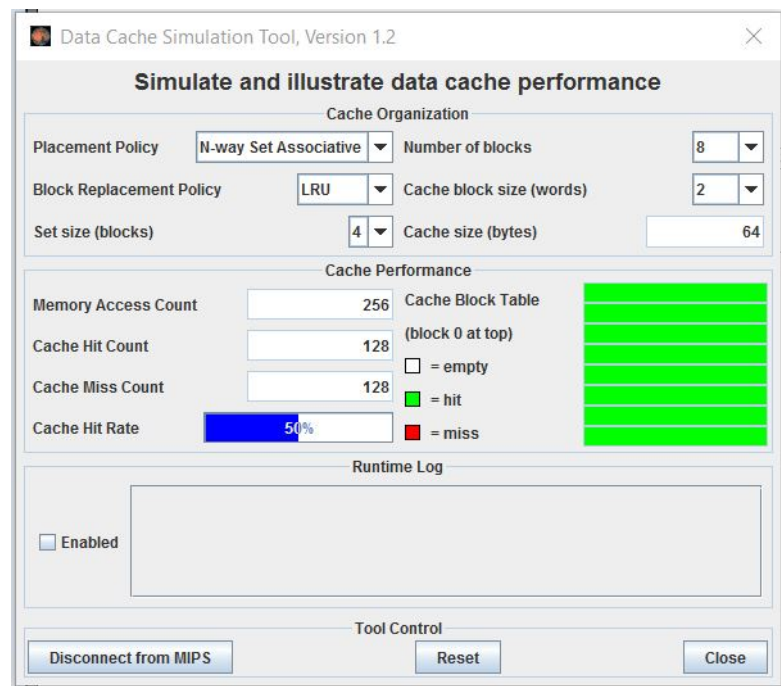 Data Cache Simulation Tool, Version 1.2
Simulate and illustrate data cache performance
Cache Organization
Placement Policy N-way Set Associative Number of blocks 8
Block Replacement Policy LRU Cache block size (words) 2
Set size (blocks) 4 Cache size (bytes) 64
Cache Performance
Memory Access Count 256 Cache Block Table
(block 0 at top)
Cache Hit Count 128
= empty
Cache Miss Count 128
= hit
Cache Hit Rate 50%
= miss
Runtime Log
Enabled
Tool Control
Disconnect from MIPS Reset Close